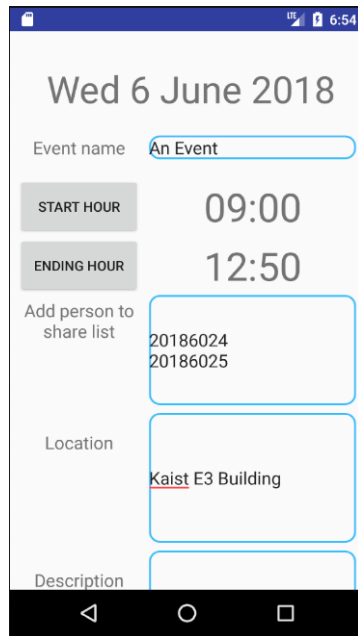 LTE 6:54
Wed 6 June 2018
Event name An Event
START HOUR 09:00
ENDING HOUR 12:50
Add person to
share list
20186024
20186025
Location
Kaist E3 Building
Description